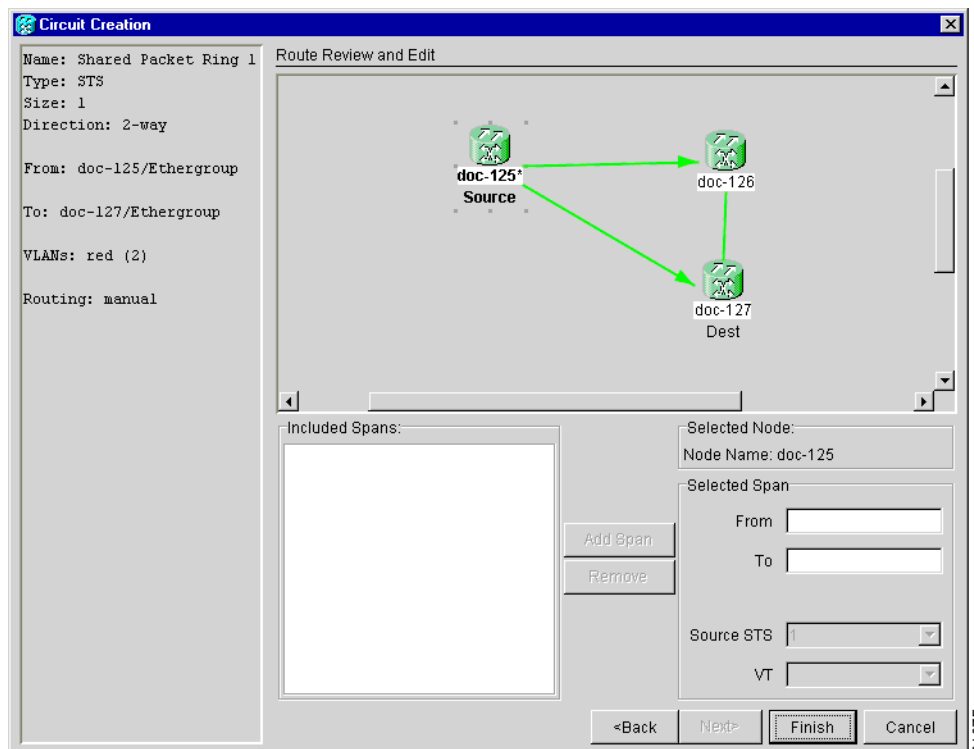 Circuit Creation
Name: Shared Packet Ring 1
Type: STS
Size: 1
Direction: 2-way
From: doc-125/Ethergroup
To: doc-127/Ethergroup
VLANs: red (2)
Routing: manual
Route Review and Edit
doc-125*
Source
doc-126
doc-127
Dest
Included Spans:
Add Span
Remove
Selected Node:
Node Name: doc-125
Selected Span
From
To
Source STS 1
VT
<Back
Next>
Finish
Cancel